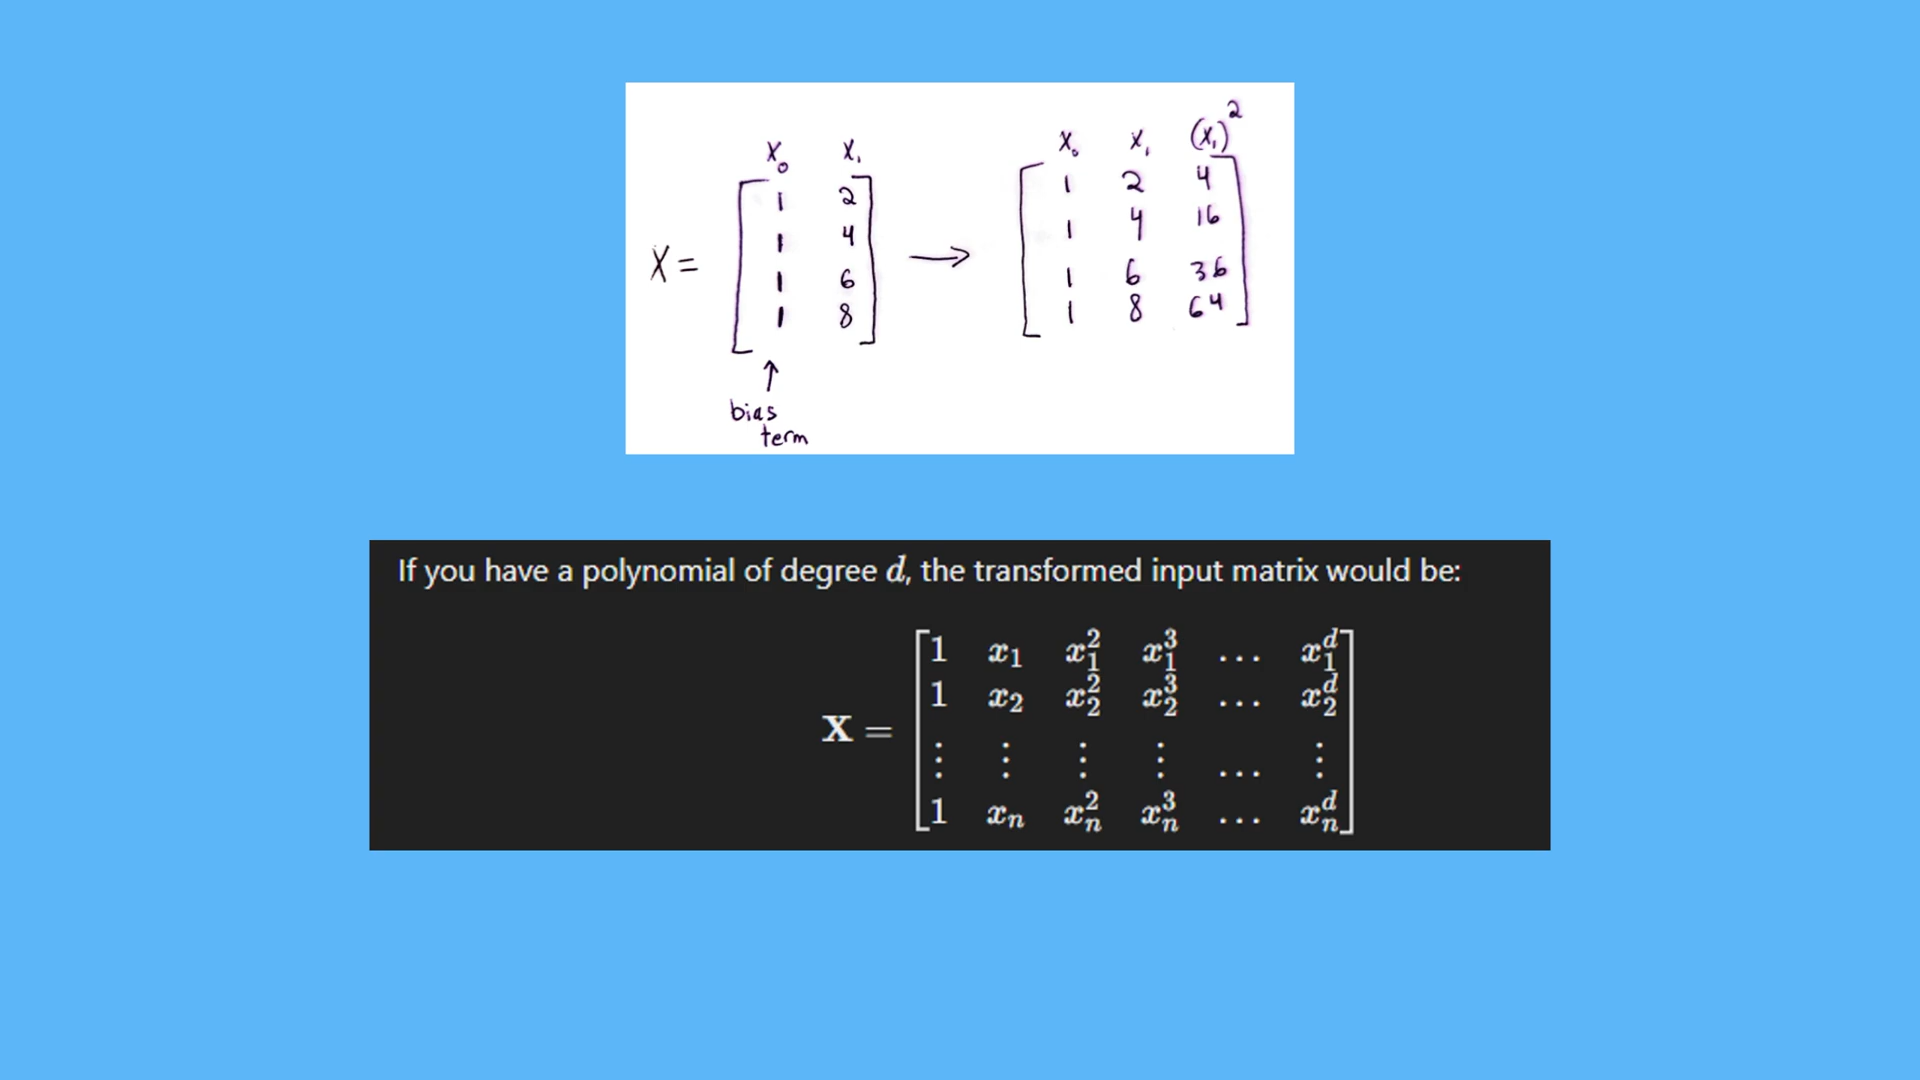 x₀ x₁
1 2
1 4
X = 1 6
1 8
↑
bias
term
→
x₀ x₁ (x₁)²
1 2 4
1 4 16
1 6 36
1 8 64
If you have a polynomial of degree d, the transformed input matrix would be:
1 x₁ x₁² x₁³ … x₁ᵈ
1 x₂ x₂² x₂³ … x₂ᵈ
X = ⋮ ⋮ ⋮ ⋮ … ⋮
1 xₙ xₙ² xₙ³ … xₙᵈ